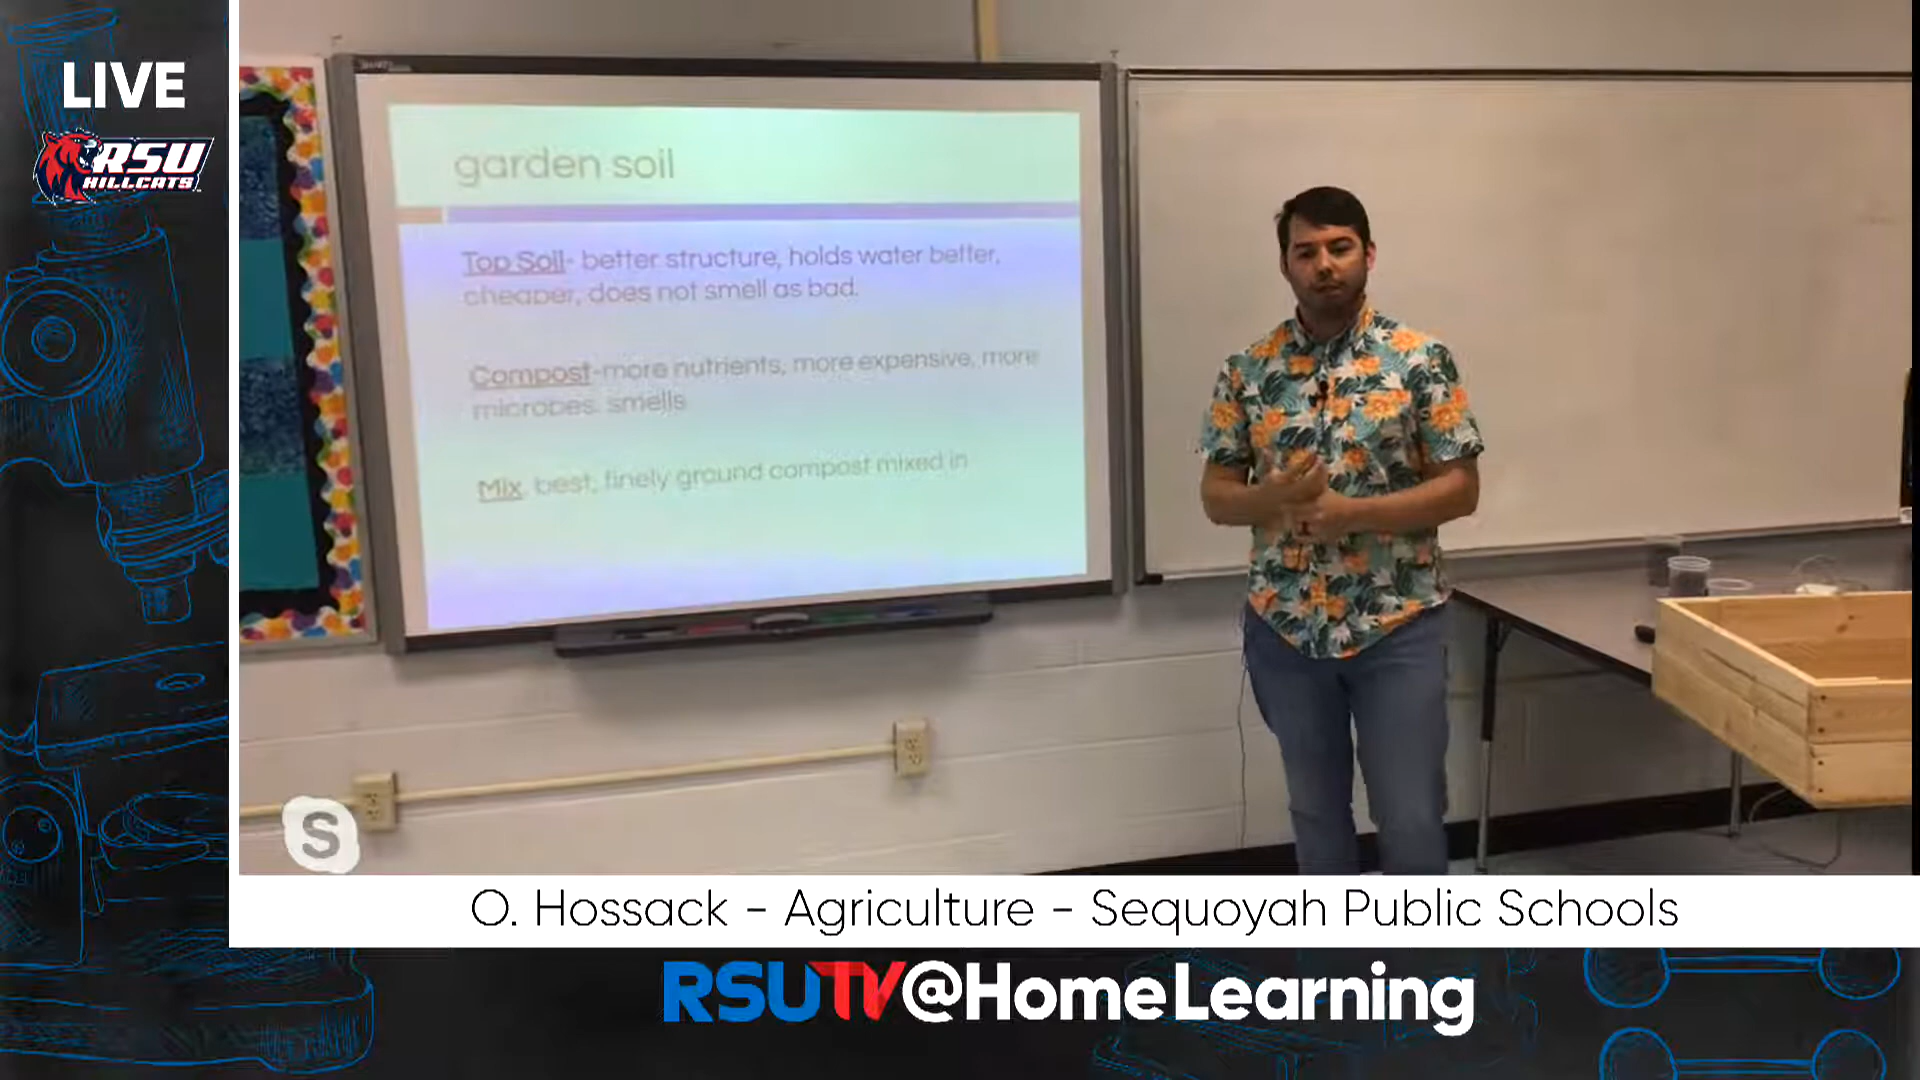 LIVE
RSU
HILLCATS
garden soil
Top Soil- better structure, holds water better,
cheaper, does not smell as bad.
Compost-more nutrients, more expensive, more
microbes, smells
Mix, best, finely ground compost mixed in
S
O. Hossack - Agriculture - Sequoyah Public Schools
RSUTV@HomeLearning